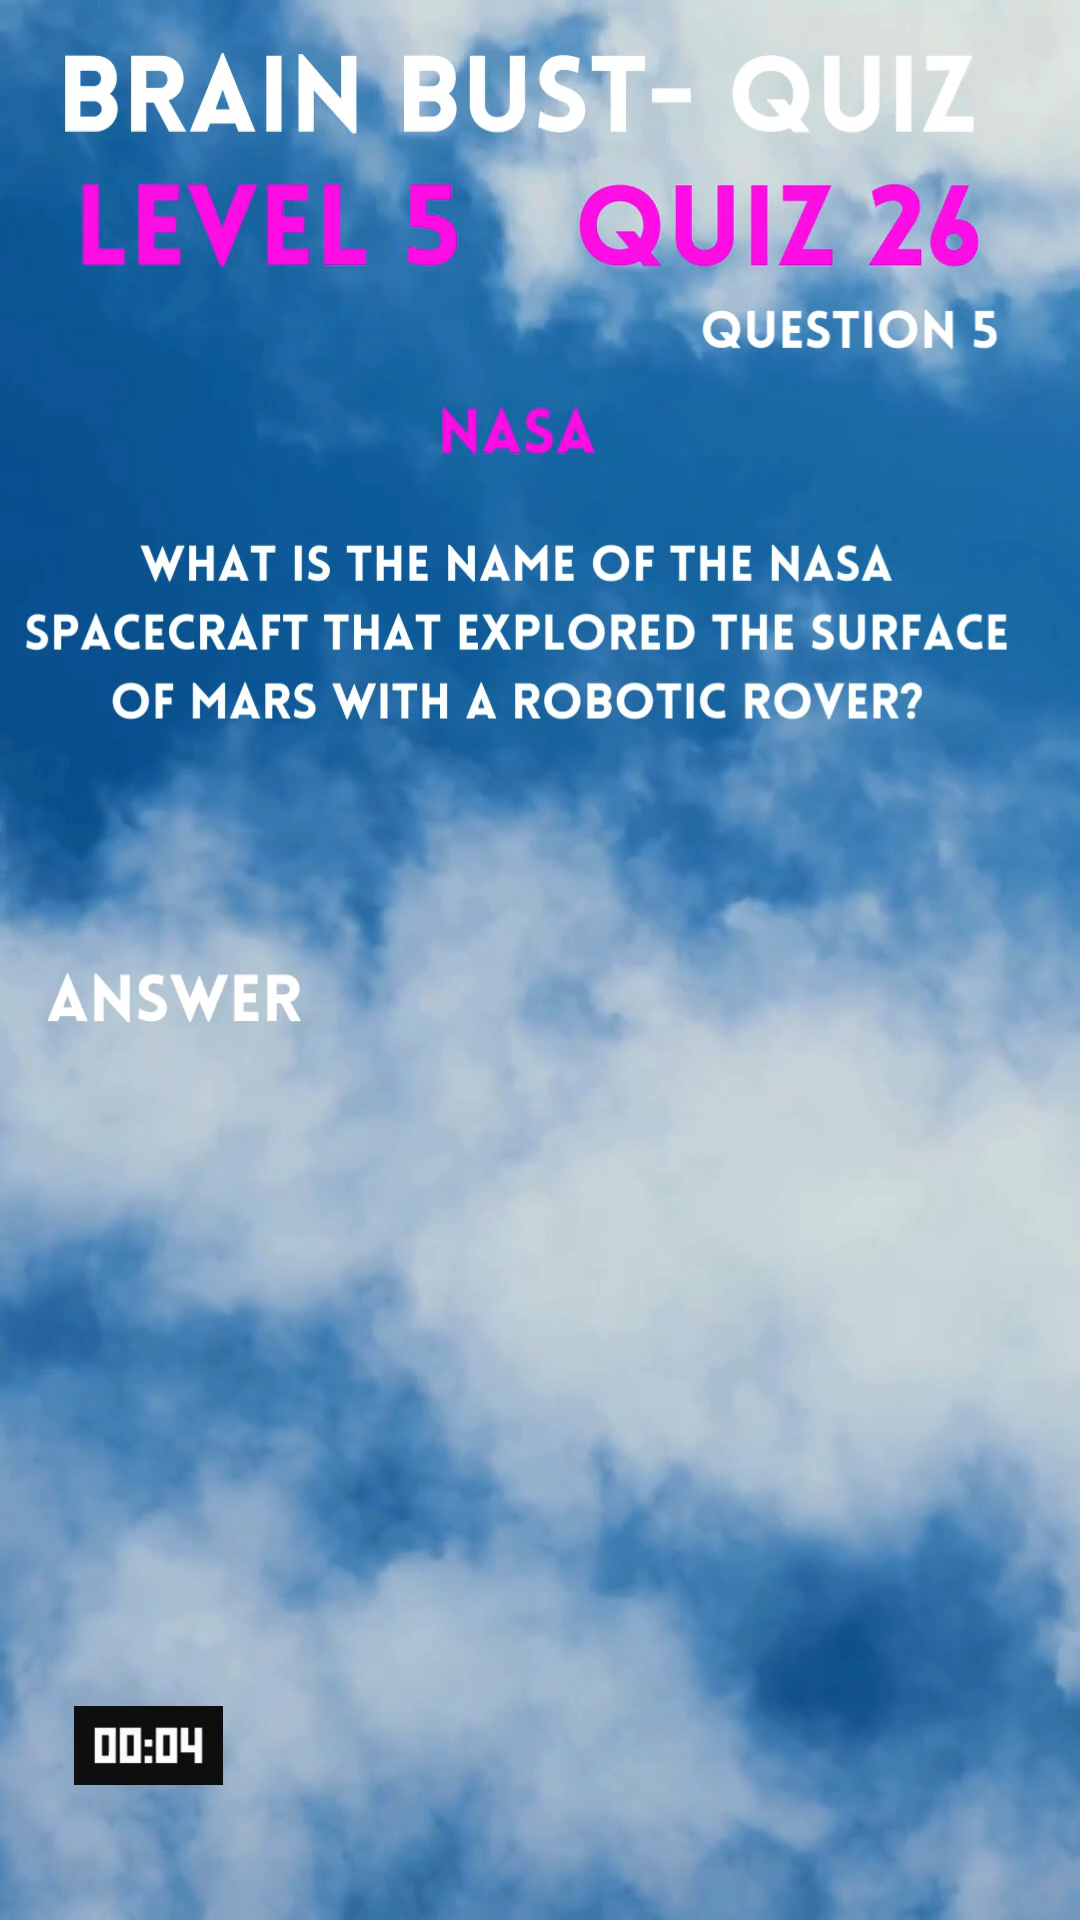 BRAIN BUST- QUIZ
LEVEL 5 QUIZ 26
QUESTION 5
NASA
WHAT IS THE NAME OF THE NASA
SPACECRAFT THAT EXPLORED THE SURFACE
OF MARS WITH A ROBOTIC ROVER?
ANSWER
00:04